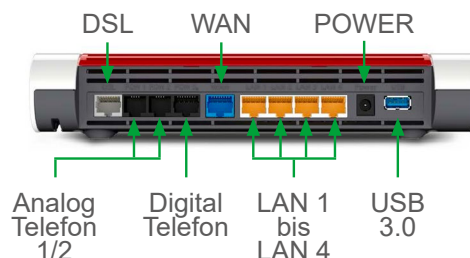 DSL
WAN
POWER
Analog
Telefon
1/2
Digital
Telefon
LAN 1
bis
LAN 4
USB
3.0